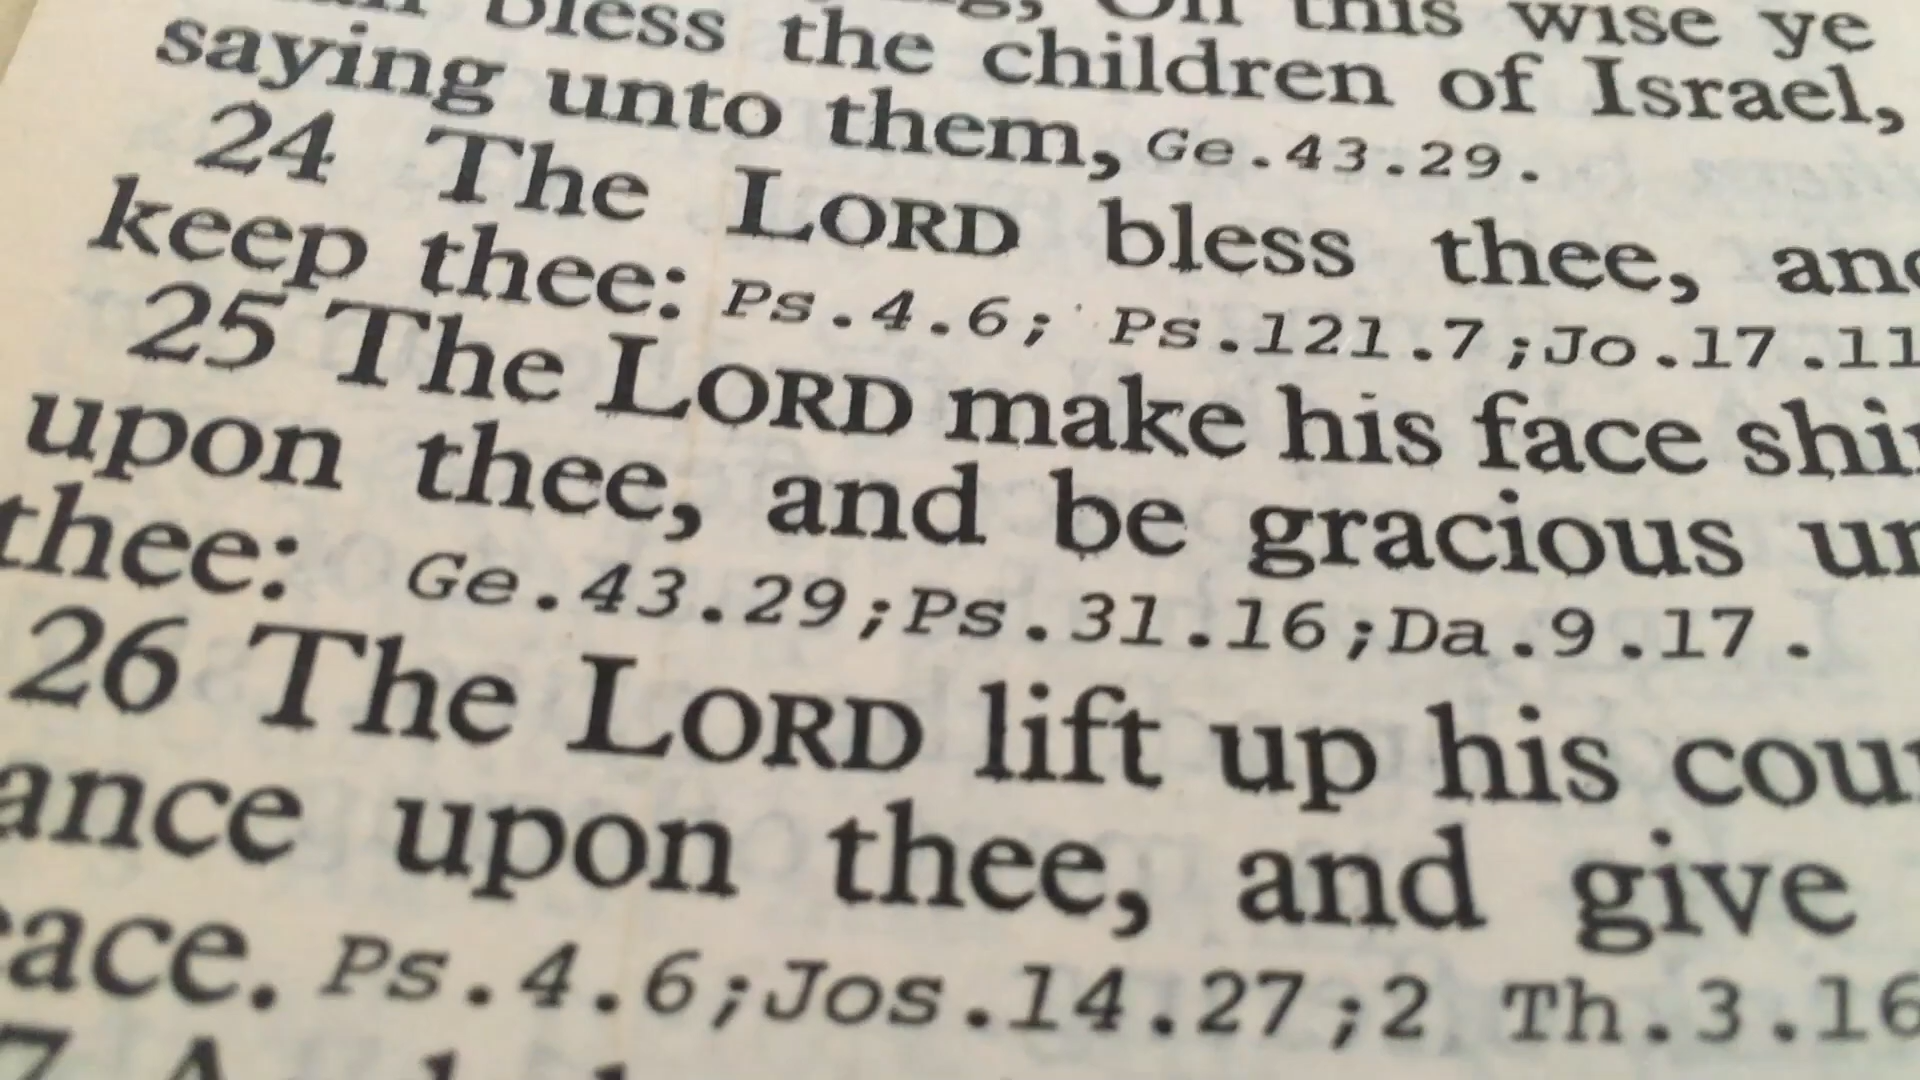 bless the children of Israel,
saying unto them, Ge.43.29.
24 The LORD bless thee, and
keep thee: Ps.4.6; Ps.121.7;Jo.17.11
25 The LORD make his face shin
upon thee, and be gracious un
thee: Ge.43.29;Ps.31.16;Da.9.17.
26 The LORD lift up his coun
ance upon thee, and give
eace. Ps.4.6;Jos.14.27;2 Th.3.16